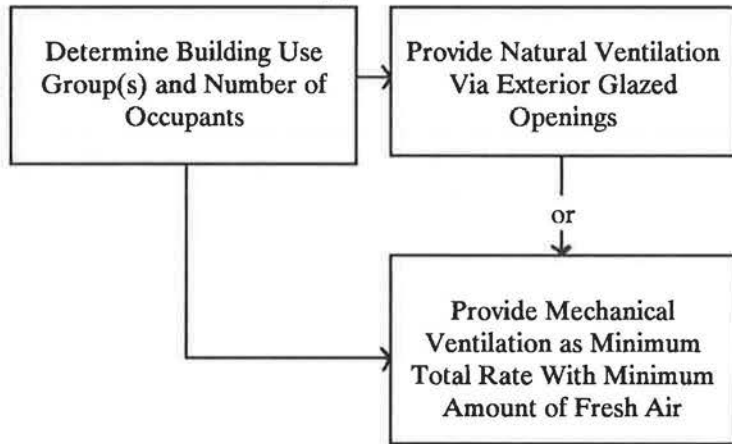 Determine Building Use
Group(s) and Number of
Occupants
Provide Natural Ventilation
Via Exterior Glazed
Openings
or
Provide Mechanical
Ventilation as Minimum
Total Rate With Minimum
Amount of Fresh Air